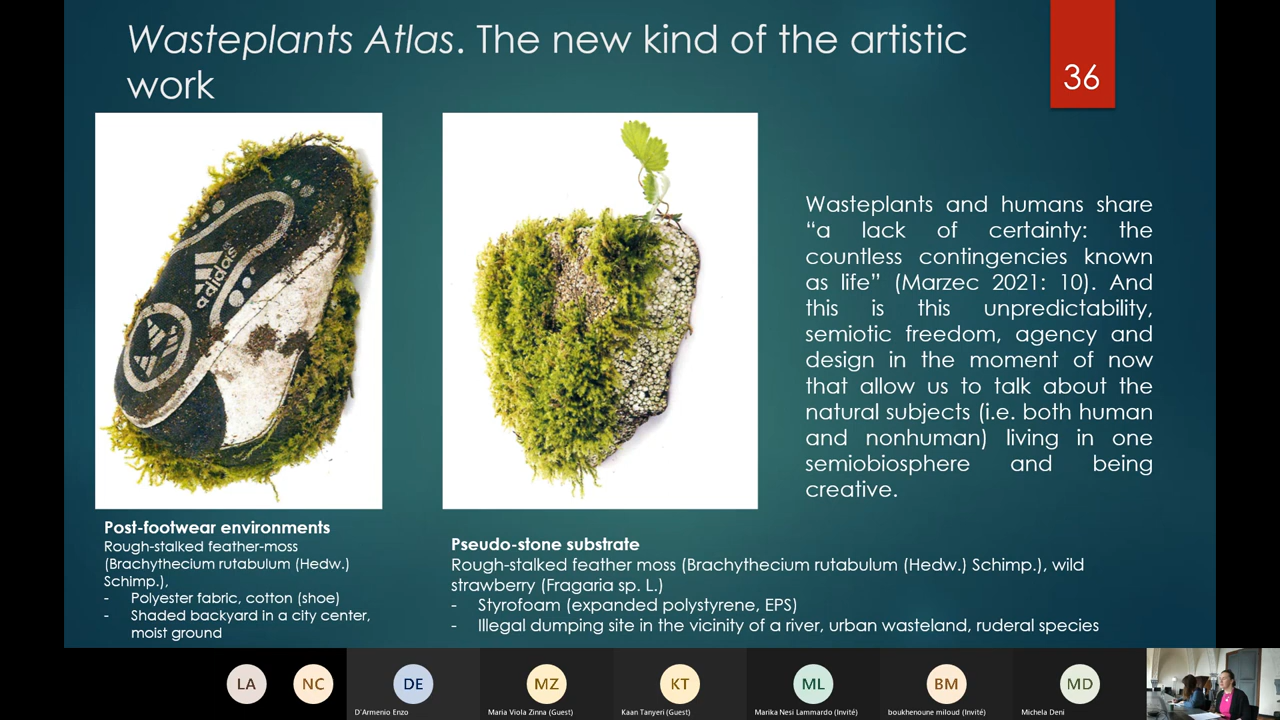 Wasteplants Atlas. The new kind of the artistic
work
36
adidas
Wasteplants and humans share
“a lack of certainty: the
countless contingencies known
as life” (Marzec 2021: 10). And
this is this unpredictability,
semiotic freedom, agency and
design in the moment of now
that allow us to talk about the
natural subjects (i.e. both human
and nonhuman) living in one
semiobiosphere and being
creative.
Post-footwear environments
Rough-stalked feather-moss
(Brachythecium rutabulum (Hedw.)
Schimp.),
- Polyester fabric, cotton (shoe)
- Shaded backyard in a city center,
moist ground
Pseudo-stone substrate
Rough-stalked feather moss (Brachythecium rutabulum (Hedw.) Schimp.), wild
strawberry (Fragaria sp. L.)
- Styrofoam (expanded polystyrene, EPS)
- Illegal dumping site in the vicinity of a river, urban wasteland, ruderal species
LA NC DE MZ KT ML BM MD
D'Armenio Enzo Maria Viola Zinna (Guest) Kaan Tanyeri (Guest) Marika Nesi Lammardo (Invité) boukhenoune miloud (Invité) Michela Deni